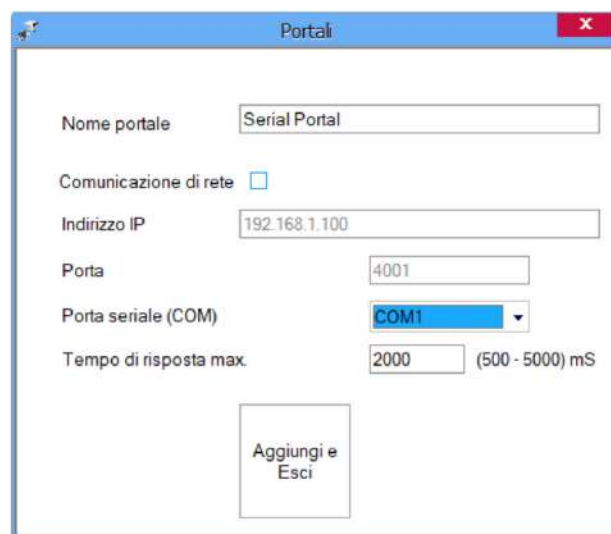 Portali
x
Nome portale Serial Portal
Comunicazione di rete
Indirizzo IP 192.168.1.100
Porta 4001
Porta seriale (COM) COM1
Tempo di risposta max. 2000 (500 - 5000) mS
Aggiungi e
Esci